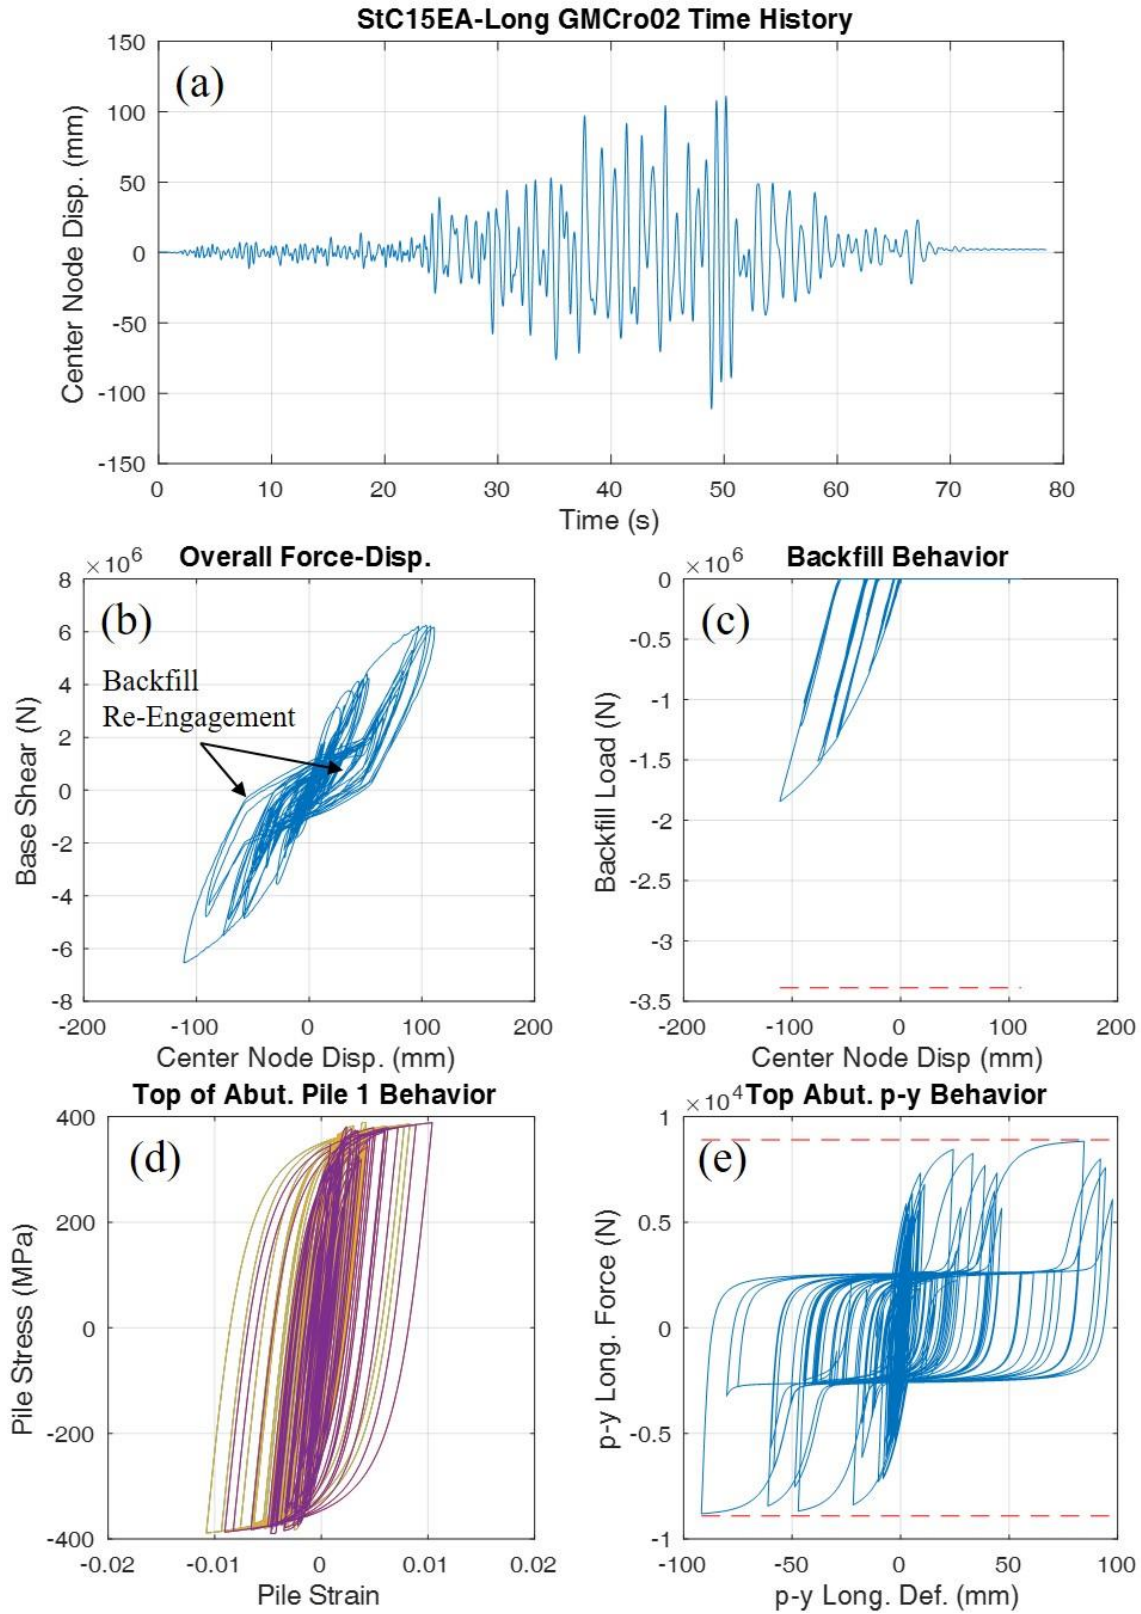 StC15EA-Long GMCro02 Time History
(a)
Center Node Disp. (mm)
150
100
50
0
-50
-100
-150
0 10 20 30 40 50 60 70 80
Time (s)
×10^6 Overall Force-Disp.
(b)
Backfill
Re-Engagement
Base Shear (N)
8
6
4
2
0
-2
-4
-6
-8
-200 -100 0 100 200
Center Node Disp. (mm)
×10^6 Backfill Behavior
(c)
Backfill Load (N)
0
-0.5
-1
-1.5
-2
-2.5
-3
-3.5
-200 -100 0 100 200
Center Node Disp (mm)
Top of Abut. Pile 1 Behavior
(d)
Pile Stress (MPa)
400
200
0
-200
-400
-0.02 -0.01 0 0.01 0.02
Pile Strain
×10^4 Top Abut. p-y Behavior
(e)
p-y Long. Force (N)
1
0.5
0
-0.5
-1
-100 -50 0 50 100
p-y Long. Def. (mm)